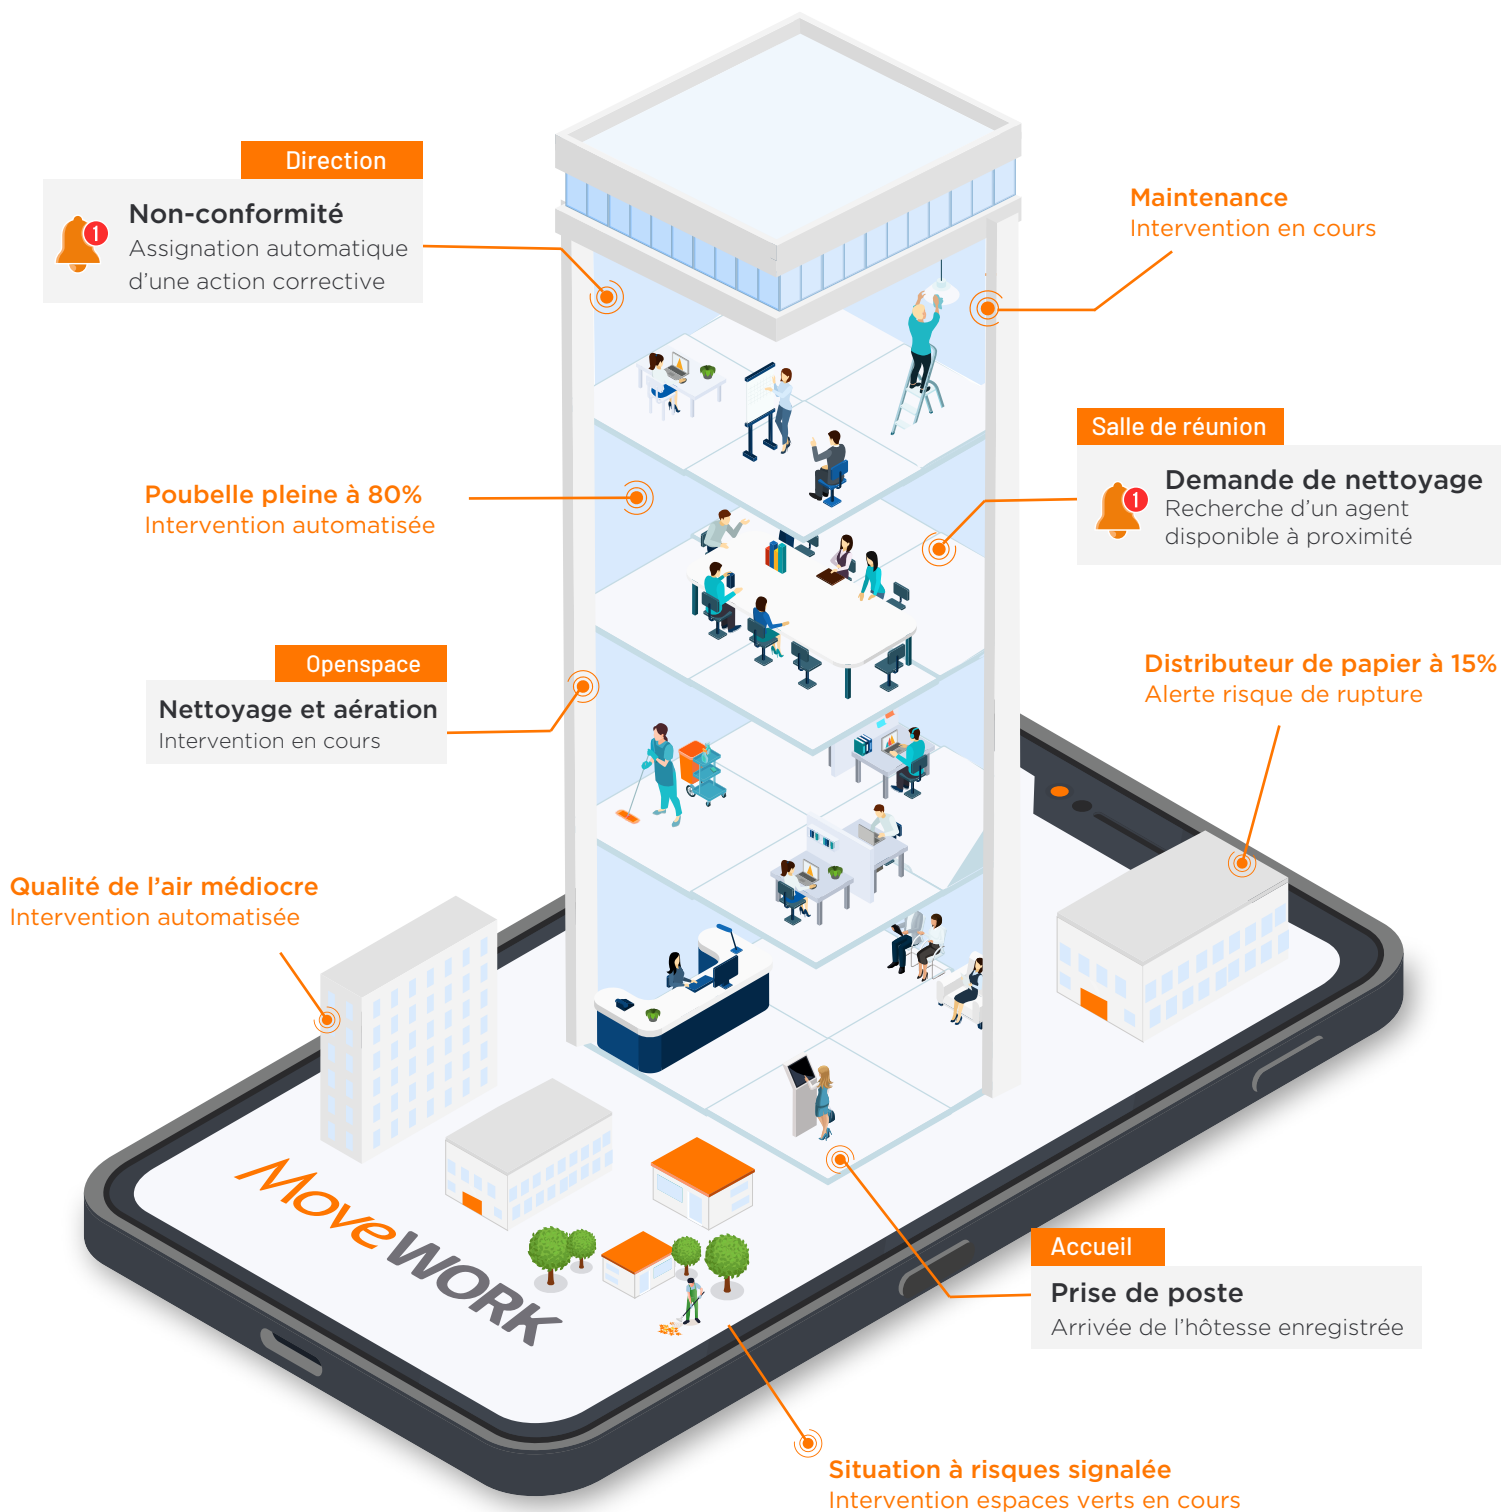 Direction
Non-conformité
Assignation automatique
d'une action corrective
1
Maintenance
Intervention en cours
Salle de réunion
Demande de nettoyage
Recherche d'un agent
disponible à proximité
1
Poubelle pleine à 80%
Intervention automatisée
Openspace
Nettoyage et aération
Intervention en cours
Distributeur de papier à 15%
Alerte risque de rupture
Qualité de l'air médiocre
Intervention automatisée
MoveWORK
Accueil
Prise de poste
Arrivée de l'hôtesse enregistrée
Situation à risques signalée
Intervention espaces verts en cours